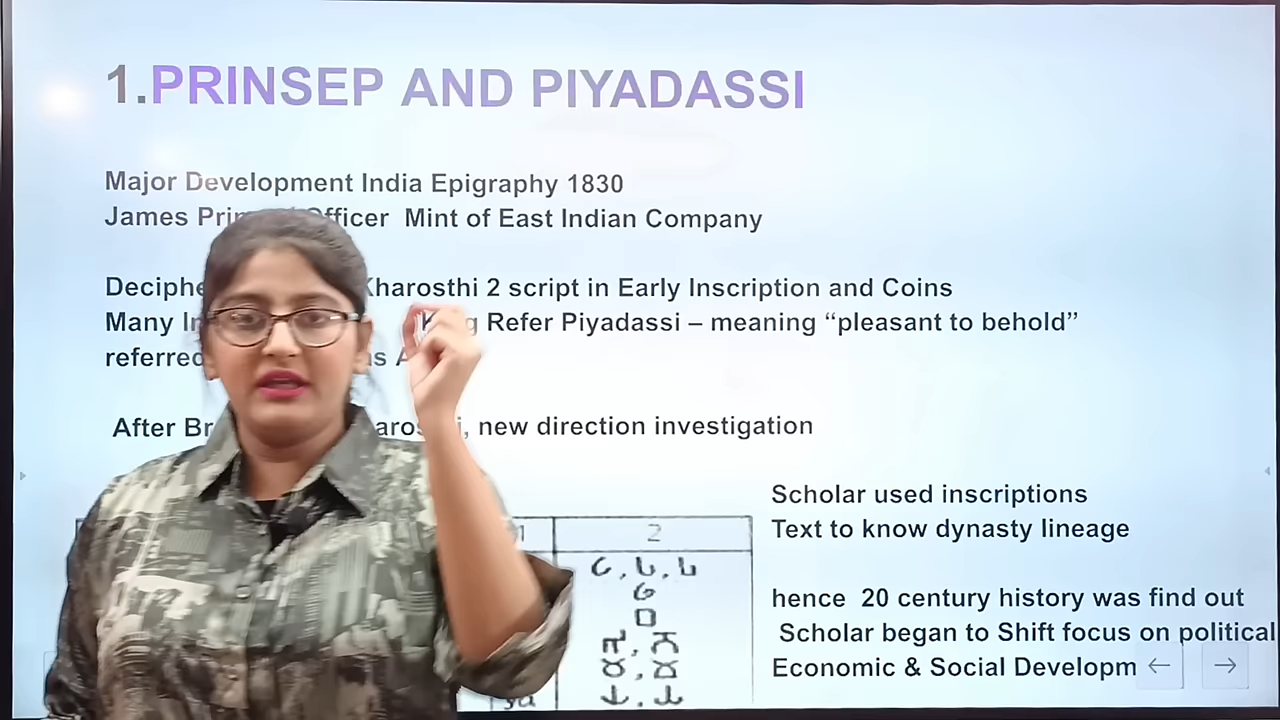 1.PRINSEP AND PIYADASSI
Major Development India Epigraphy 1830
James Officer Mint of East Indian Company
Kharosthi 2 script in Early Inscription and Coins
Many Refer Piyadassi – meaning “pleasant to behold”
referred
After new direction investigation
Scholar used inscriptions
Text to know dynasty lineage
hence 20 century history was find out
Scholar began to Shift focus on political
Economic & Social
2